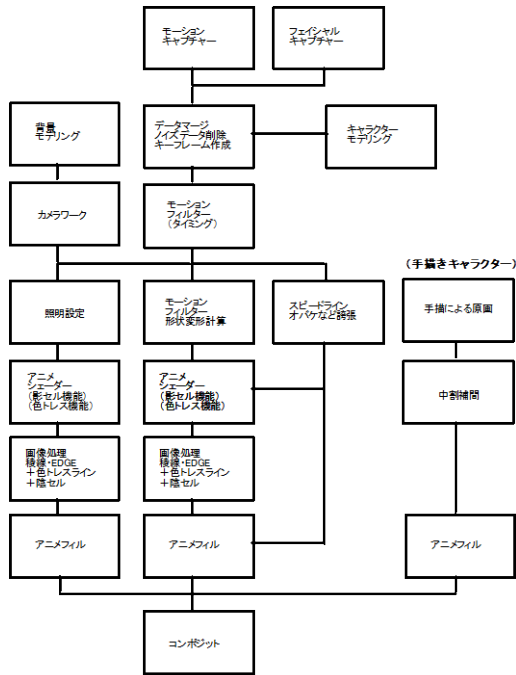 モーション
キャプチャー
フェイシャル
キャプチャー
背景
モデリング
データマージ
ノイズデータ削除
キーフレーム作成
キャラクター
モデリング
カメラワーク
モーション
フィルター
（タイミング）
（手描きキャラクター）
照明設定
モーション
フィルター
形状変形計算
スピードライン
オバケなど誇張
手描による原画
アニメ
シェーダー
（影セル機能）
（色トレス機能）
アニメ
シェーダー
（影セル機能）
（色トレス機能）
中割補間
画像処理
稜線・EDGE
＋色トレスライン
＋陰セル
画像処理
稜線・EDGE
＋色トレスライン
＋陰セル
アニメフィル
アニメフィル
アニメフィル
コンポジット